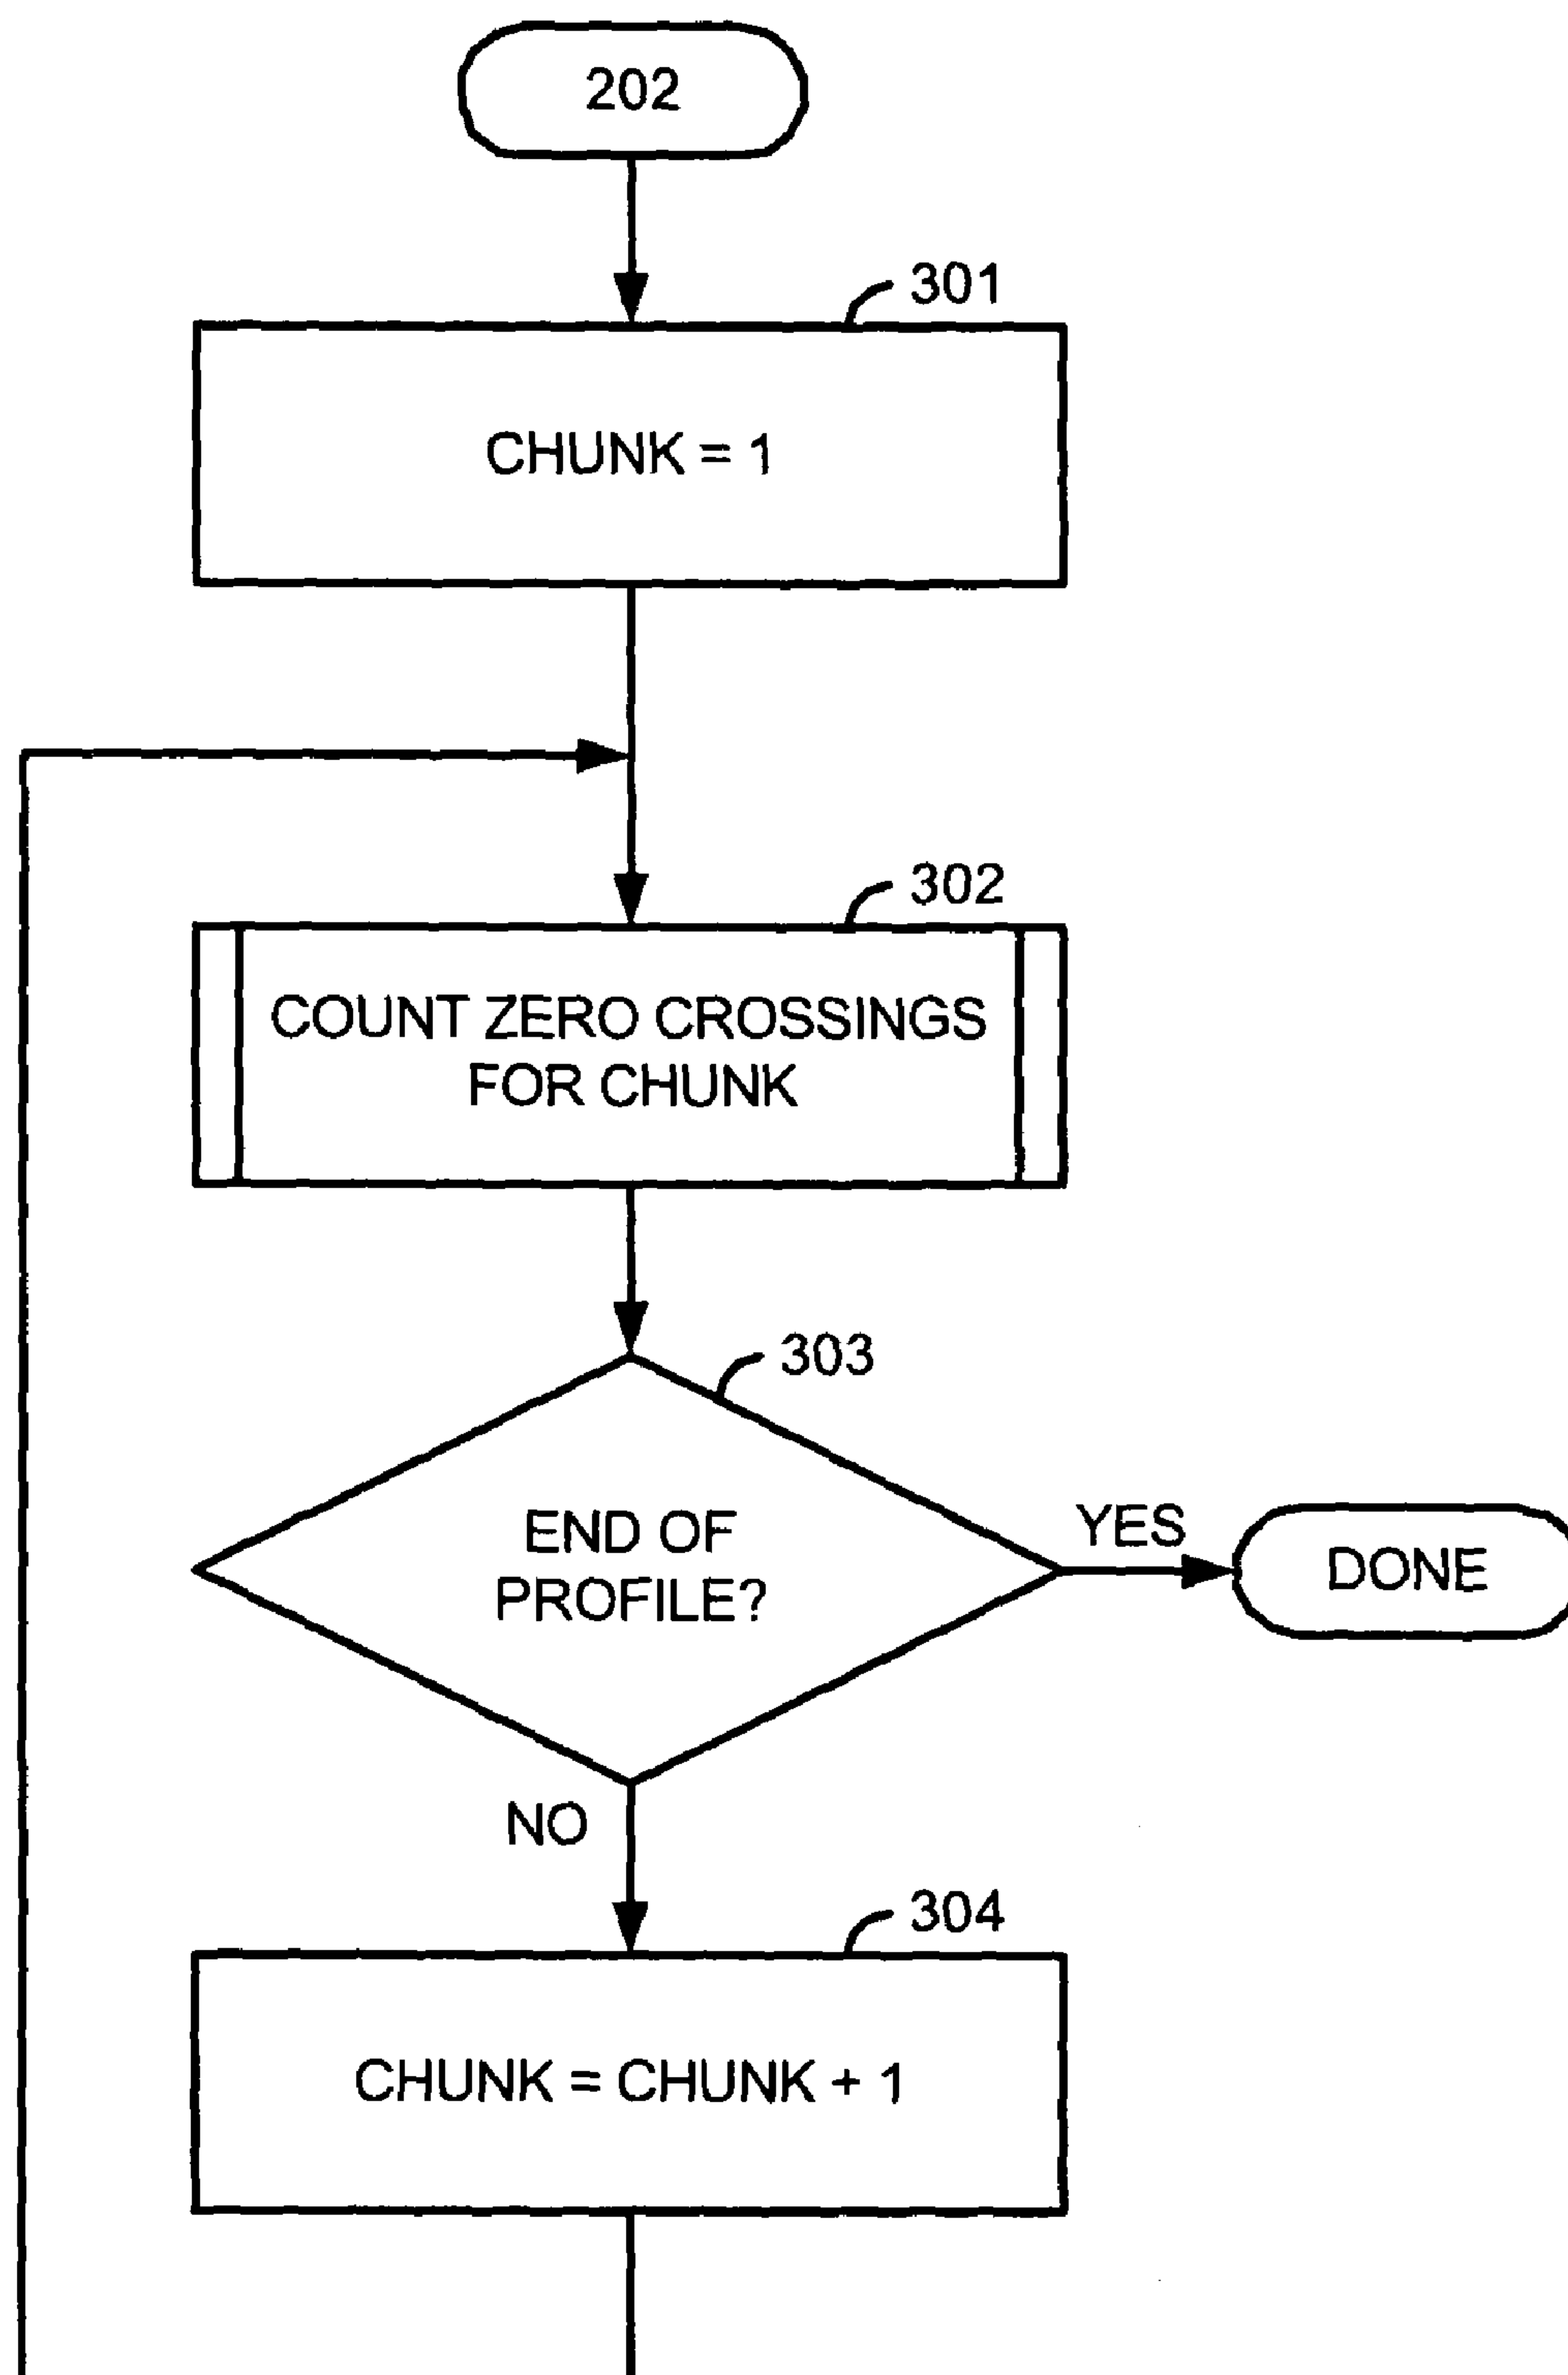 202
301
CHUNK = 1
302
COUNT ZERO CROSSINGS
FOR CHUNK
303
END OF
PROFILE?
YES
DONE
NO
304
CHUNK = CHUNK + 1